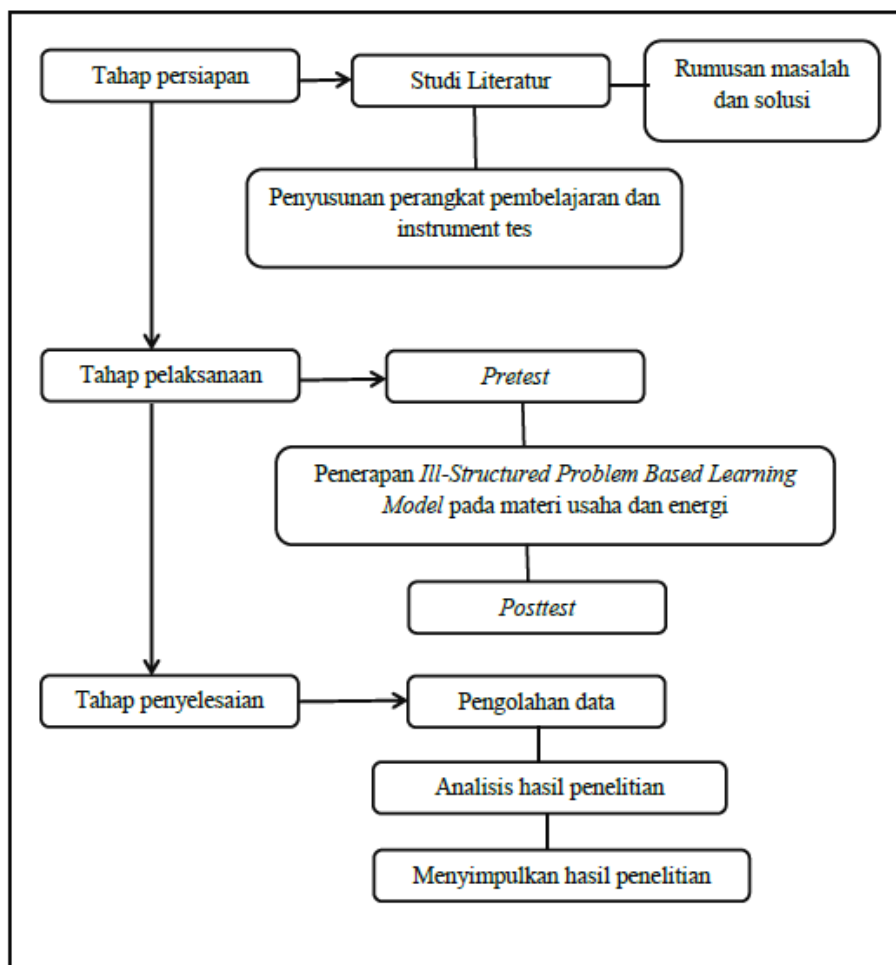 Tahap persiapan
Studi Literatur
Rumusan masalah
dan solusi
Penyusunan perangkat pembelajaran dan
instrument tes
Tahap pelaksanaan
Pretest
Penerapan Ill-Structured Problem Based Learning
Model pada materi usaha dan energi
Posttest
Tahap penyelesaian
Pengolahan data
Analisis hasil penelitian
Menyimpulkan hasil penelitian